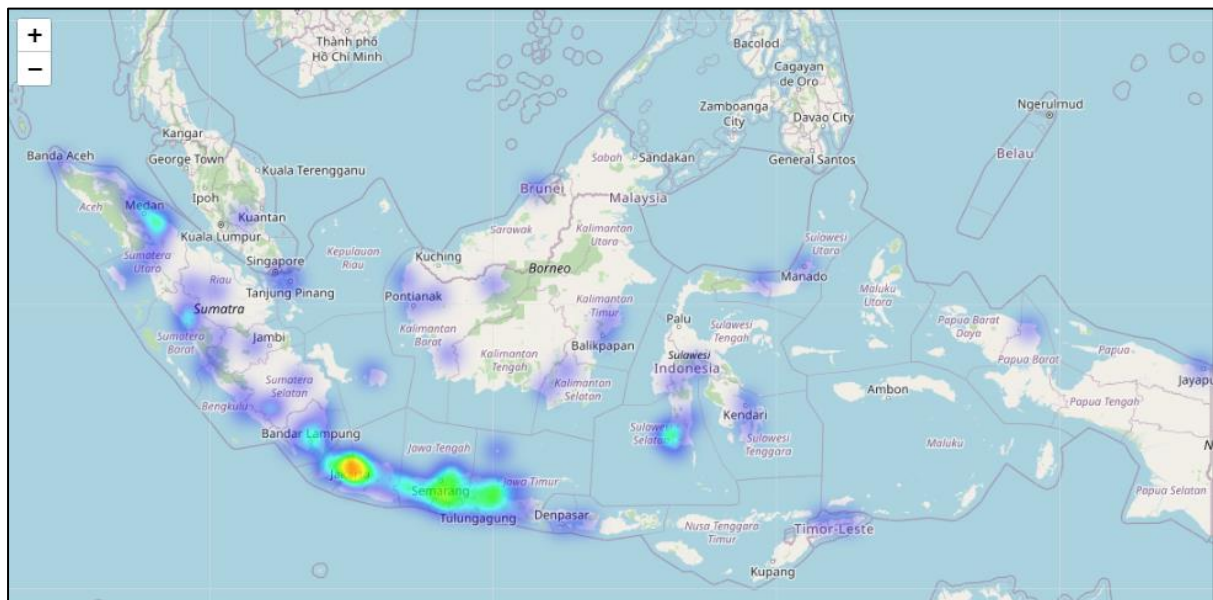 +
−
Thành phố
Hồ Chí Minh
Bacolod
Cagayan
de Oro
Zamboanga
City
Davao City
General Santos
Ngerulmud
Belau
Kangar
George Town
Banda Aceh
Kuala Terengganu
Ipoh
Kuantan
Kuala Lumpur
Aceh
Medan
Sabah
Sandakan
Brunei
Malaysia
Sarawak
Kalimantan
Utara
Sumatera
Utara
Kepulauan
Riau
Singapore
Tanjung Pinang
Kuching
Borneo
Sulawesi
Utara
Manado
Maluku
Utara
Riau
Sumatra
Pontianak
Kalimantan
Timur
Kalimantan
Barat
Palu
Sulawesi
Tengah
Papua Barat
Daya
Papua Barat
Papua
Sumatera
Barat
Jambi
Balikpapan
Kalimantan
Tengah
Sulawesi
Indonesia
Kalimantan
Selatan
Sumatera
Selatan
Bengkulu
Ambon
Jayapu
Papua Tengah
Kendari
Bandar Lampung
Jawa Tengah
Sulawesi
Selatan
Sulawesi
Tenggara
Maluku
N
Semarang
Jawa Timur
Papua Selatan
Tulungagung
Denpasar
Nusa Tenggara
Timur
Timor-Leste
Kupang